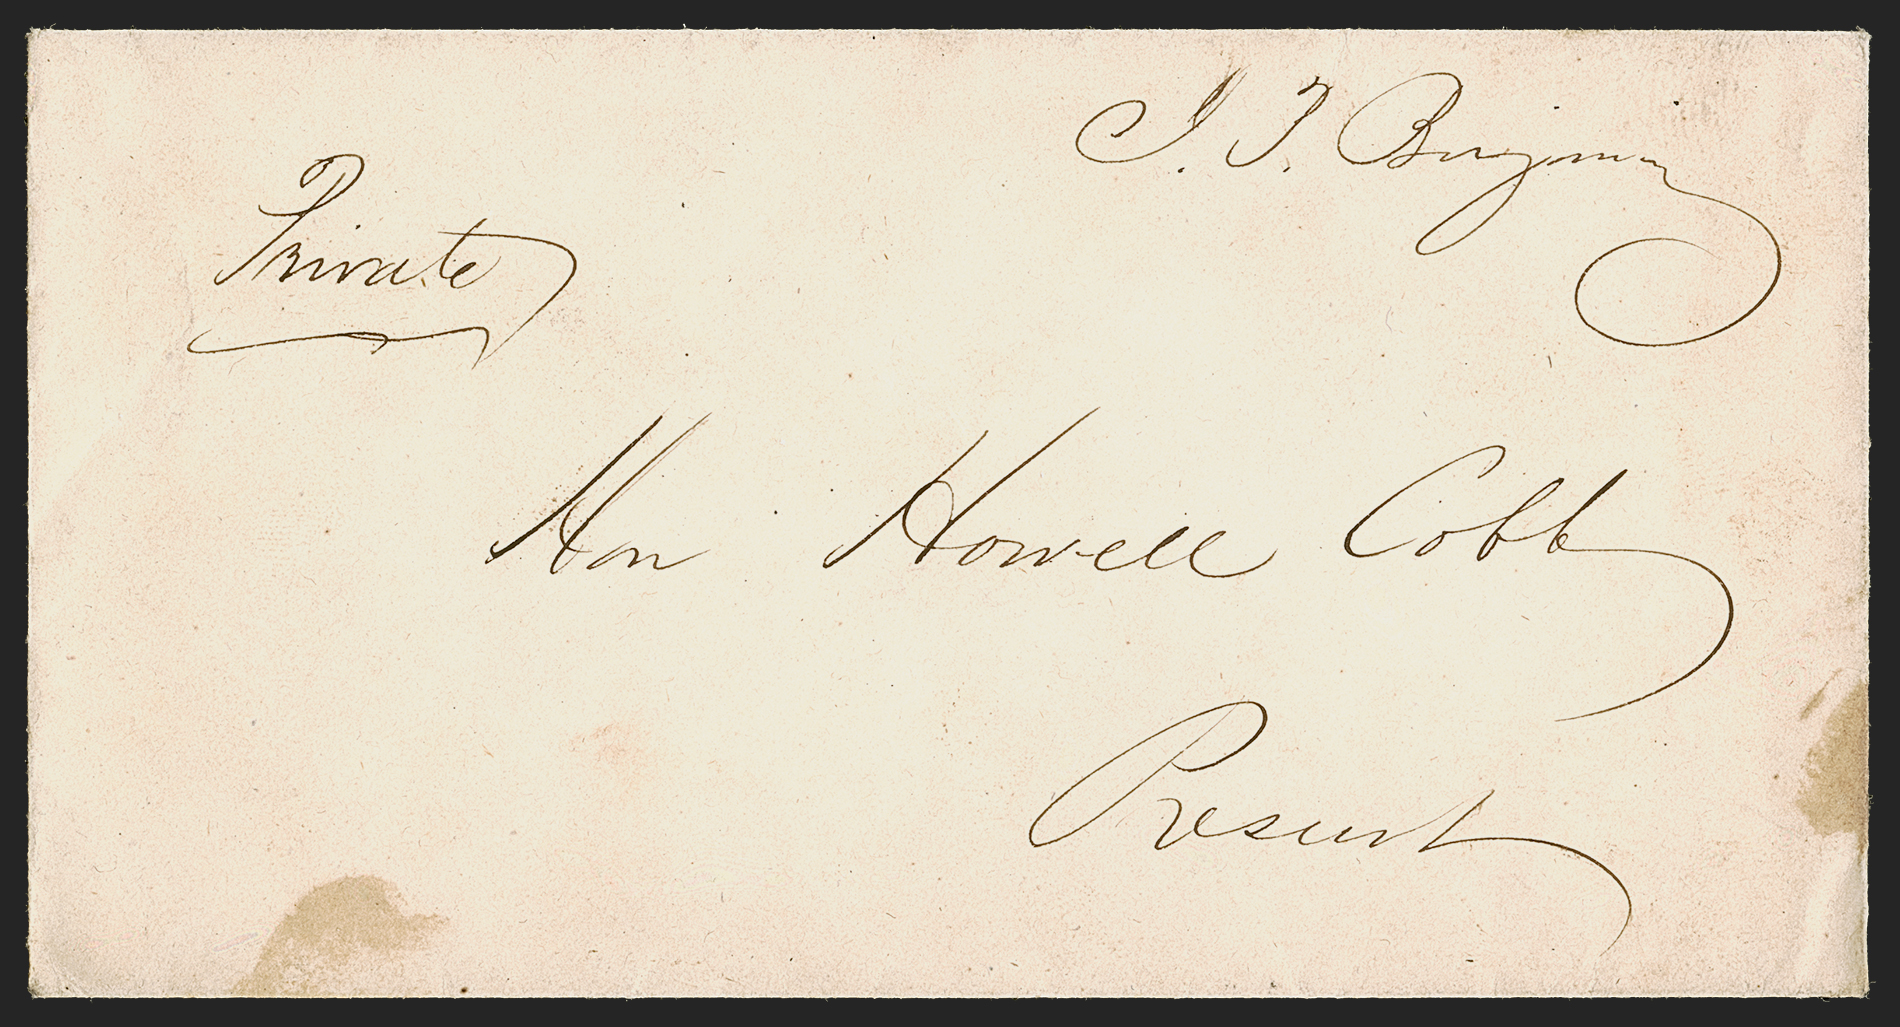 J. P. Benjamin
Private
Hon Howell Cobb
Present